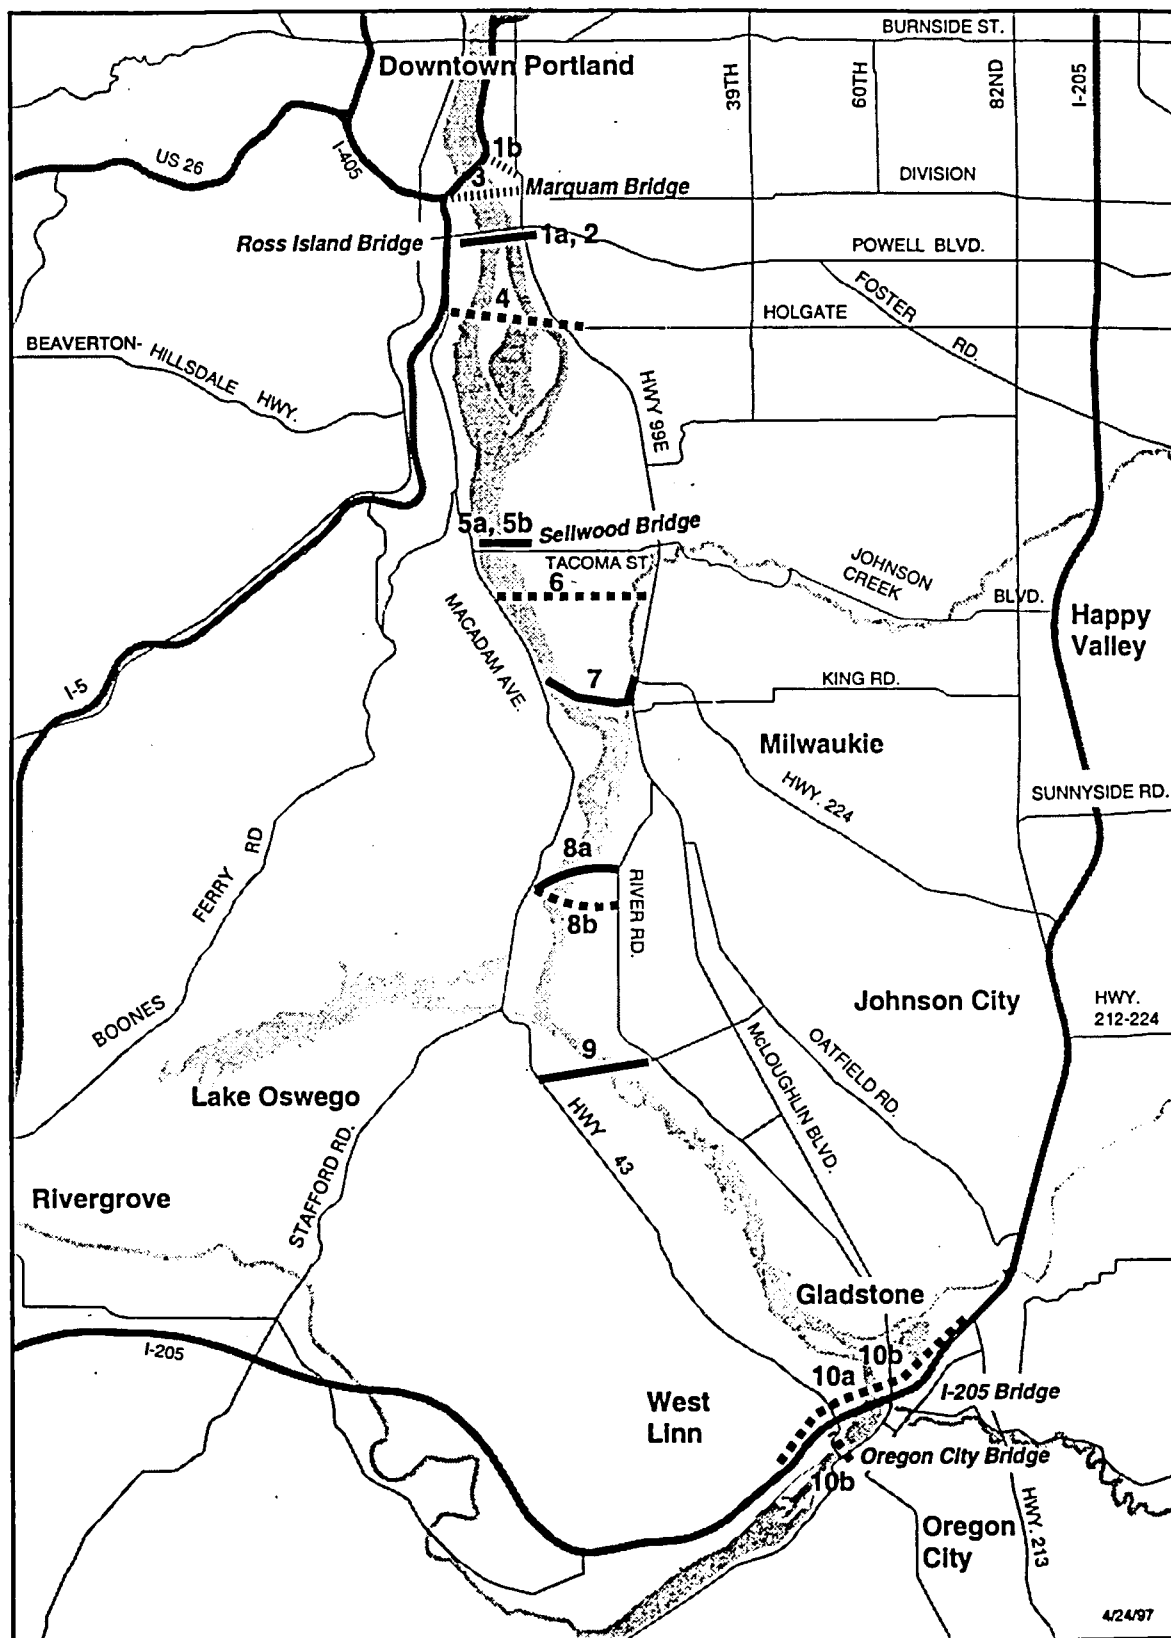 BURNSIDE ST.
Downtown Portland
39TH
60TH
82ND
I-205
US 26
I-405
1b
3
Marquam Bridge
DIVISION
Ross Island Bridge
1a, 2
POWELL BLVD.
4
HOLGATE
FOSTER
RD.
BEAVERTON-
HILLSDALE
HWY.
HWY 99E
5a, 5b
Sellwood Bridge
TACOMA ST.
6
JOHNSON
CREEK
BLVD.
Happy
Valley
MACADAM AVE.
I-5
7
KING RD.
Milwaukie
HWY. 224
SUNNYSIDE RD.
8a
8b
RIVER RD.
BOONES
FERRY
RD
Johnson City
HWY.
212-224
9
McLOUGHLIN BLVD.
OATFIELD RD.
Lake Oswego
HWY
43
STAFFORD RD.
Rivergrove
Gladstone
I-205
10b
10a
I-205 Bridge
West
Linn
Oregon City Bridge
10b
Oregon
City
HWY. 213
4/24/97